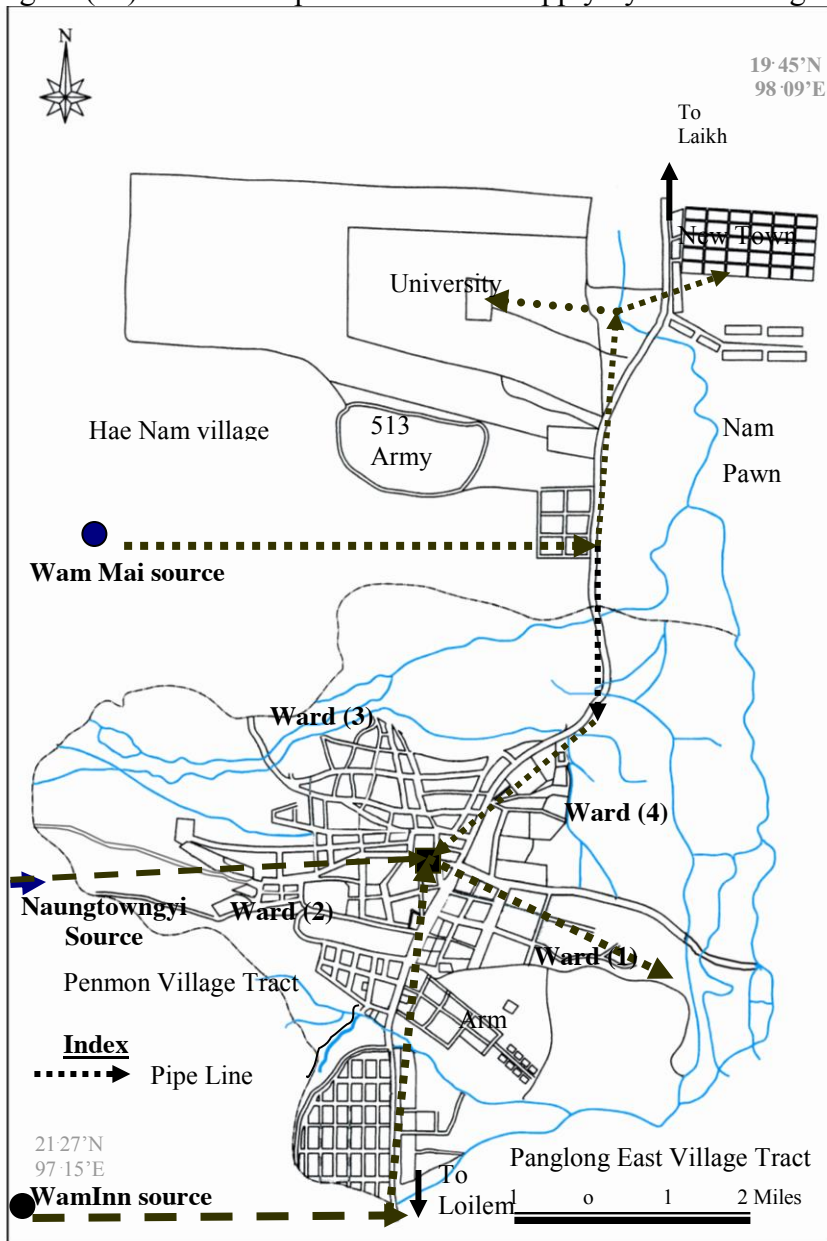 N
19·45’N
98·09’E
To
Laikh
New Town
University
Hae Nam village
513
Army
Nam
Pawn
Wam Mai source
Ward (3)
Ward (4)
Naungtowngyi
Source
Ward (2)
Ward (1)
Penmon Village Tract
Arm
Index
Pipe Line
21·27’N
97·15’E
Panglong East Village Tract
WamInn source
To
Loilem
1 o 1 2 Miles